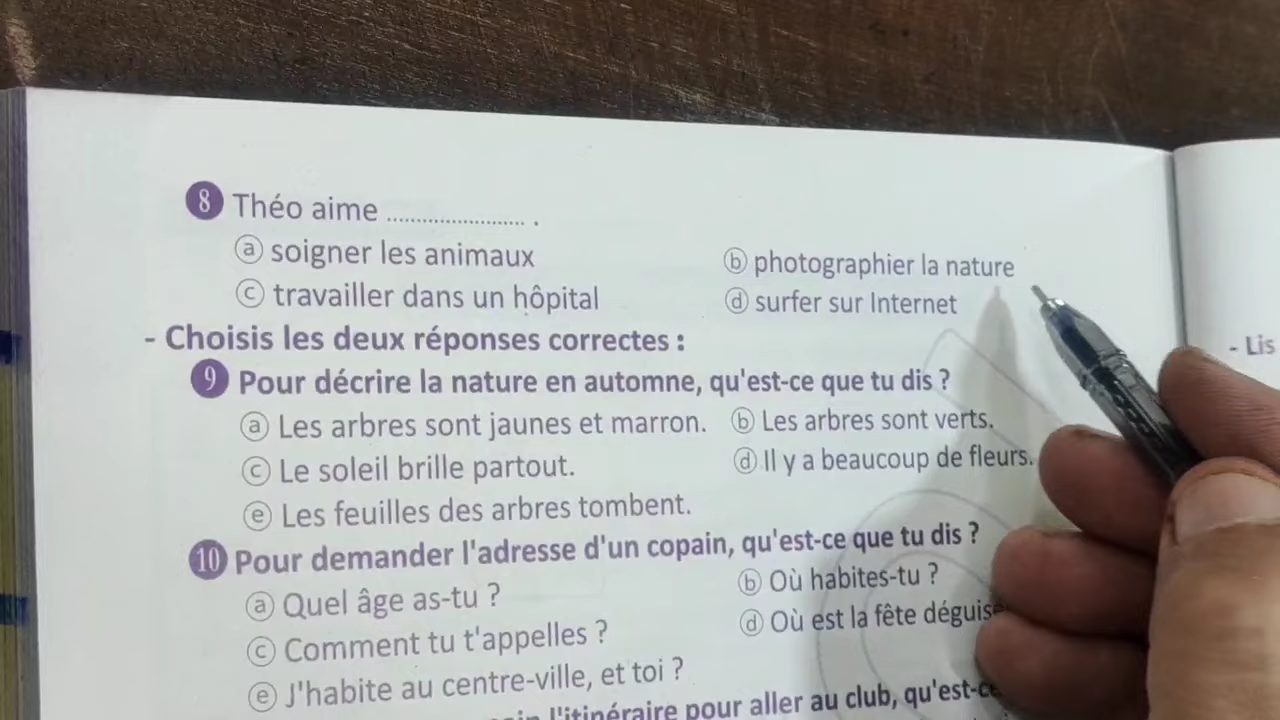 8 Théo aime ........................ .
a soigner les animaux b photographier la nature
c travailler dans un hôpital d surfer sur Internet
- Choisis les deux réponses correctes :
9 Pour décrire la nature en automne, qu'est-ce que tu dis ?
a Les arbres sont jaunes et marron. b Les arbres sont verts.
c Le soleil brille partout. d Il y a beaucoup de fleurs.
e Les feuilles des arbres tombent.
10 Pour demander l'adresse d'un copain, qu'est-ce que tu dis ?
a Quel âge as-tu ? b Où habites-tu ?
c Comment tu t'appelles ? d Où est la fête
e J'habite au centre-ville, et toi ?
l'itinéraire pour aller au club,
- Lis